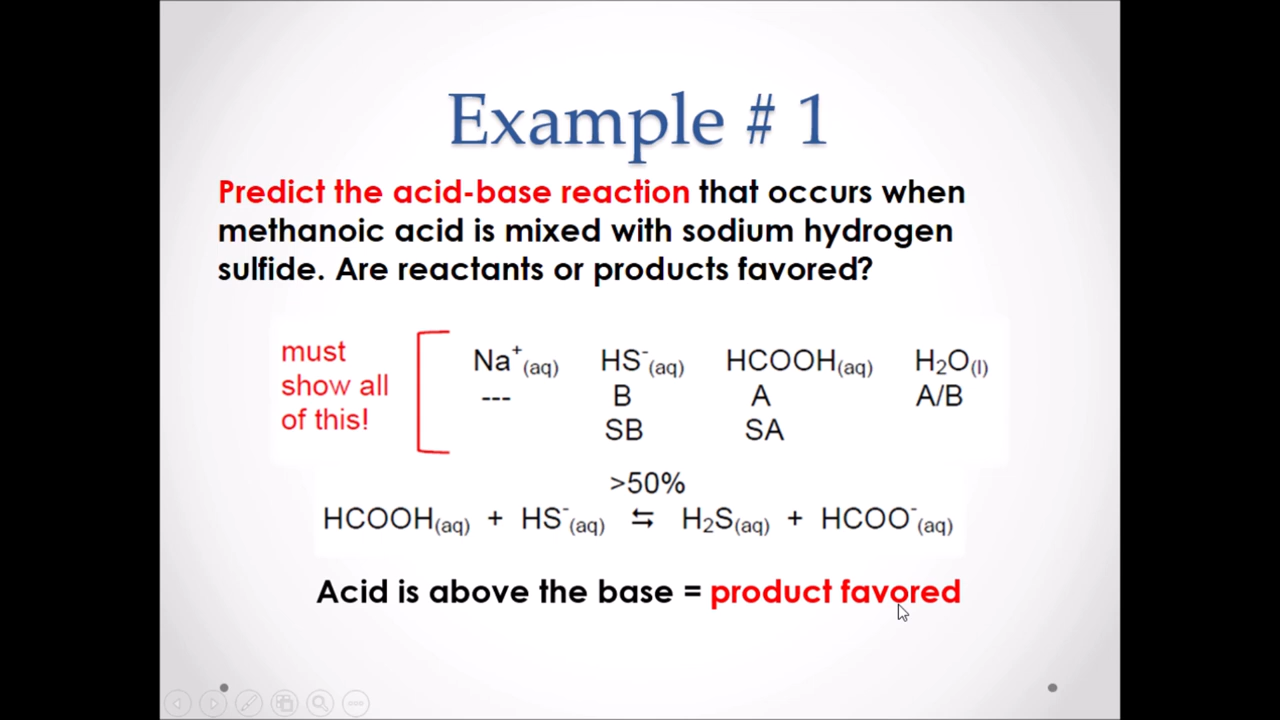 Example # 1
Predict the acid-base reaction that occurs when
methanoic acid is mixed with sodium hydrogen
sulfide. Are reactants or products favored?
must
show all
of this!
Na⁺(aq) HS⁻(aq) HCOOH(aq) H₂O(l)
--- B A A/B
SB SA
>50%
HCOOH(aq) + HS⁻(aq) ⇆ H₂S(aq) + HCOO⁻(aq)
Acid is above the base = product favored